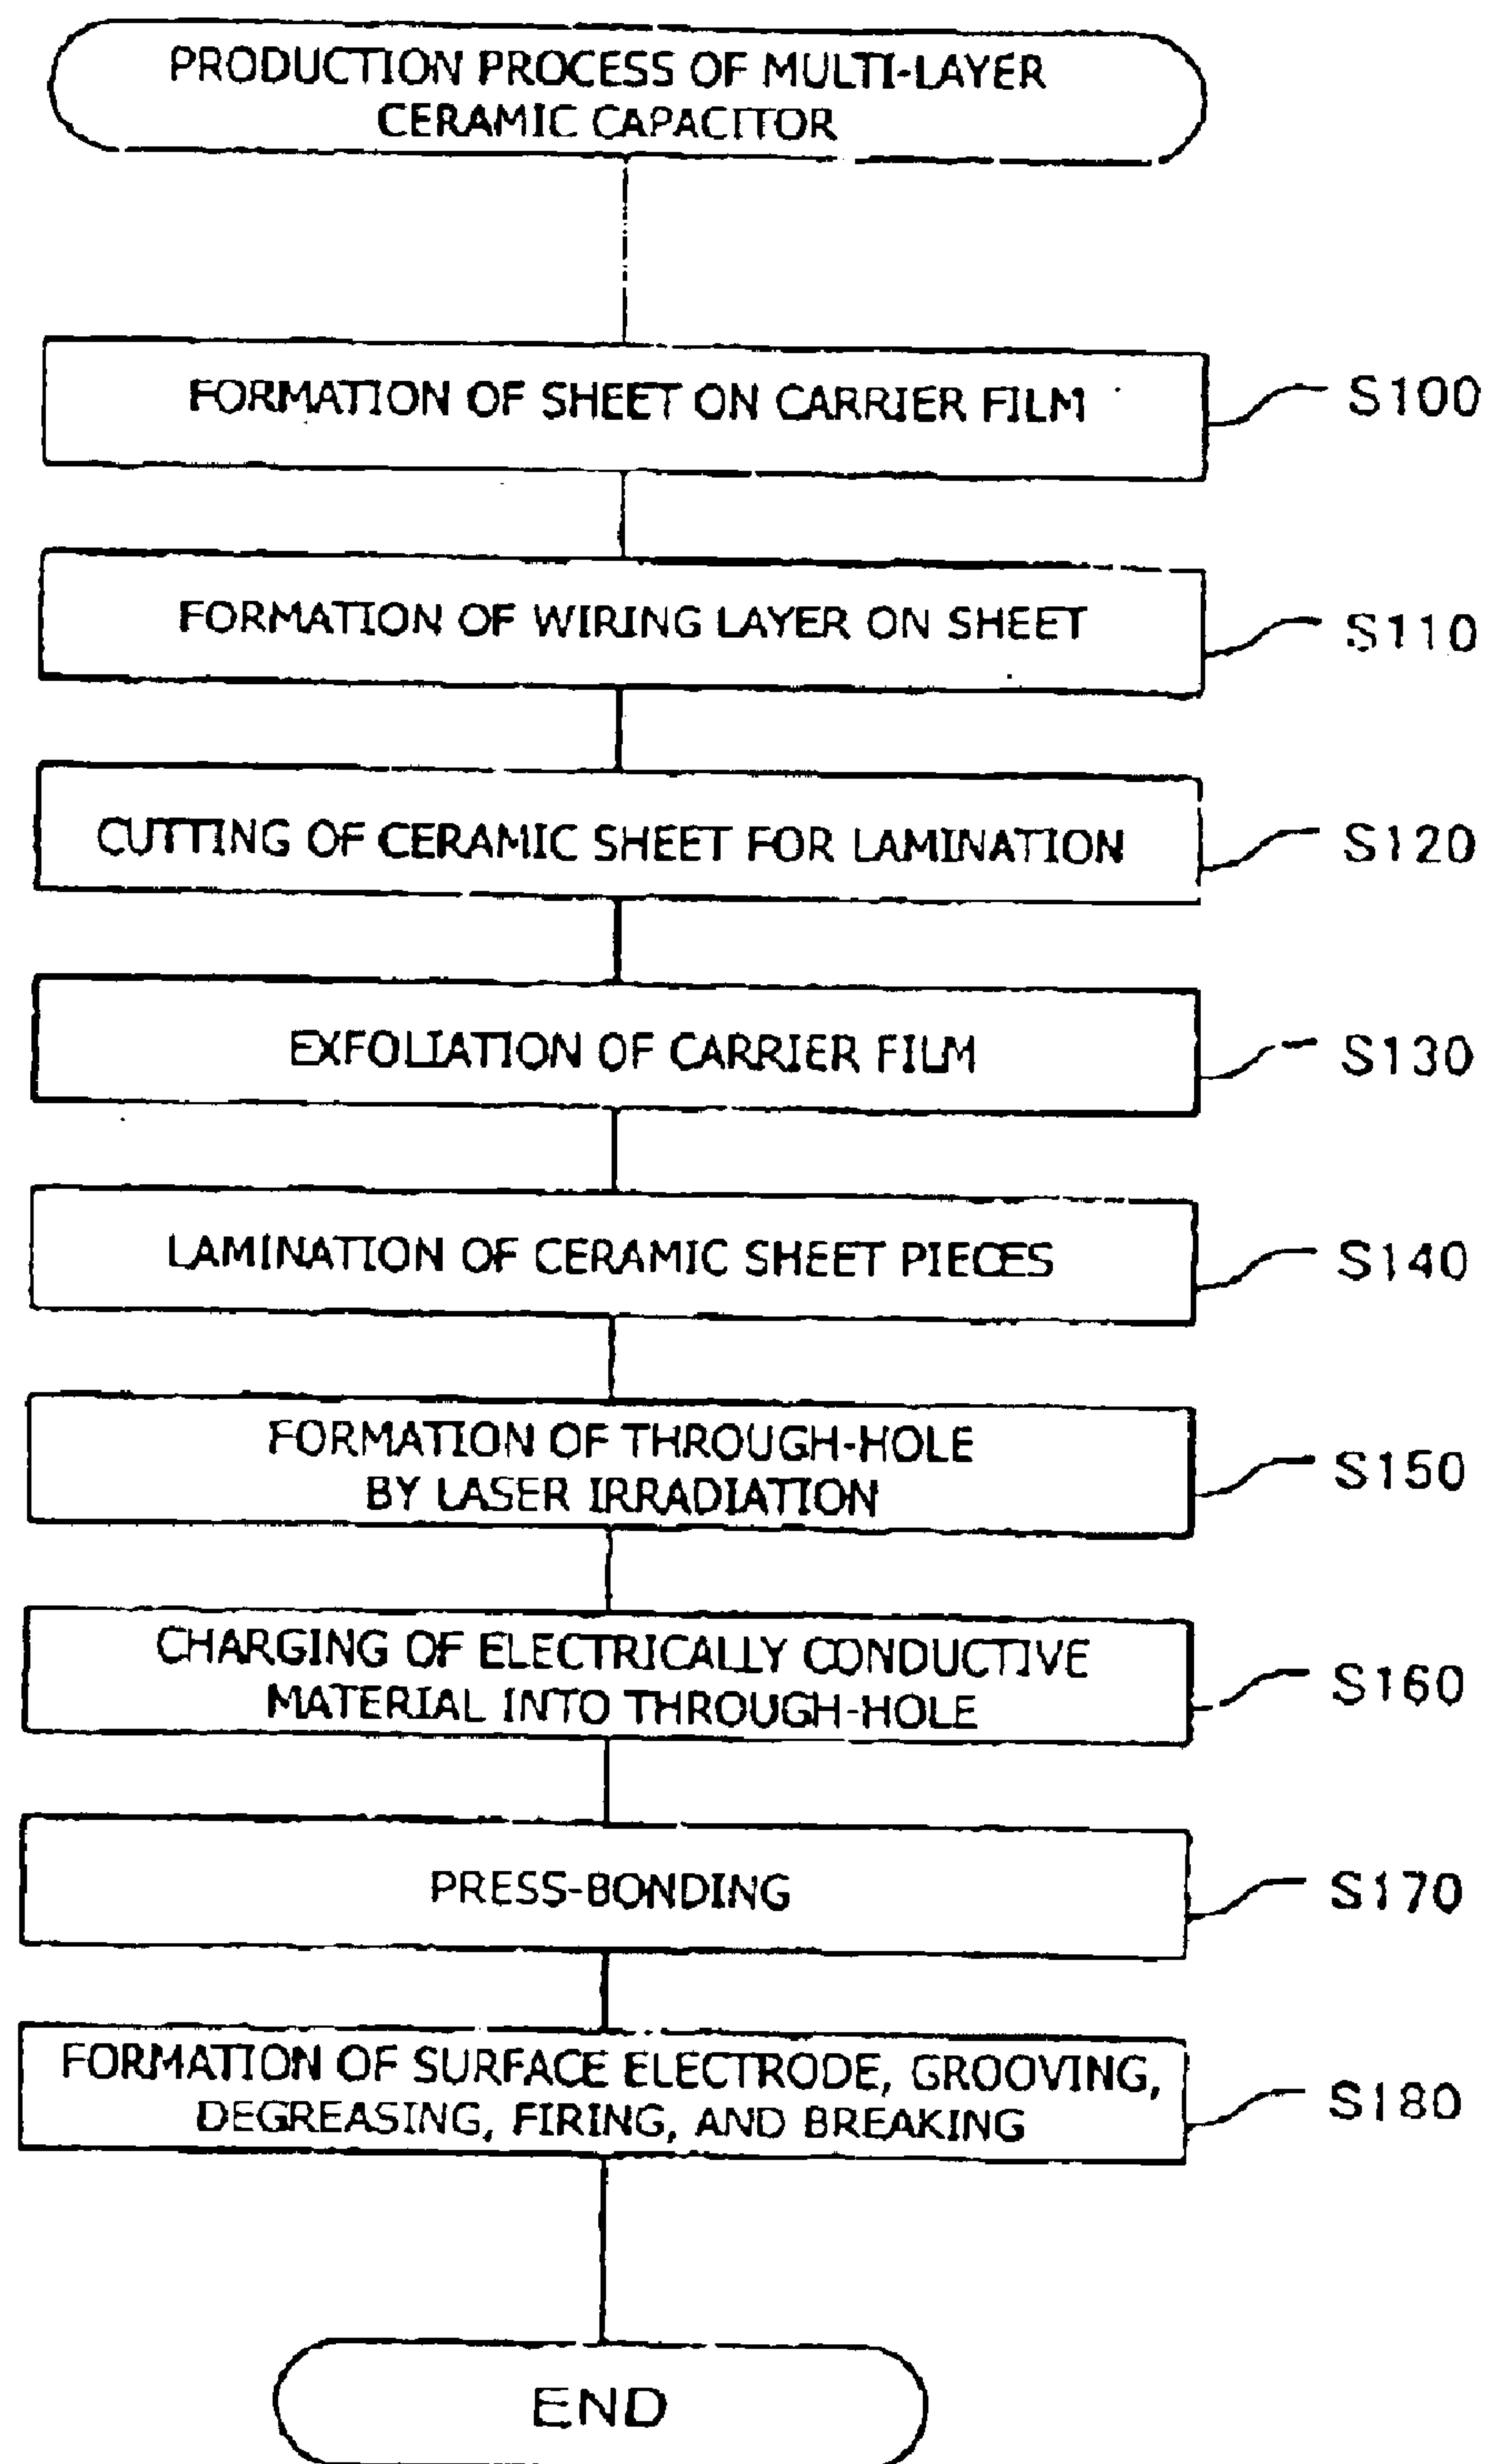 PRODUCTION PROCESS OF MULTI-LAYER
CERAMIC CAPACITOR
FORMATION OF SHEET ON CARRIER FILM
S100
FORMATION OF WIRING LAYER ON SHEET
S110
CUTTING OF CERAMIC SHEET FOR LAMINATION
S120
EXFOLIATION OF CARRIER FILM
S130
LAMINATION OF CERAMIC SHEET PIECES
S140
FORMATION OF THROUGH-HOLE
BY LASER IRRADIATION
S150
CHARGING OF ELECTRICALLY CONDUCTIVE
MATERIAL INTO THROUGH-HOLE
S160
PRESS-BONDING
S170
FORMATION OF SURFACE ELECTRODE, GROOVING,
DEGREASING, FIRING, AND BREAKING
S180
END